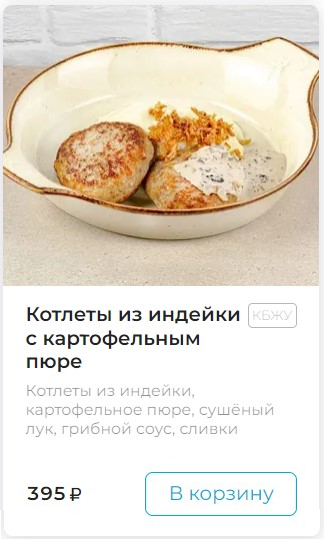 Котлеты из индейки
КБЖУ
с картофельным
пюре
Котлеты из индейки,
картофельное пюре, сушёный
лук, грибной соус, сливки
395 ₽
В корзину